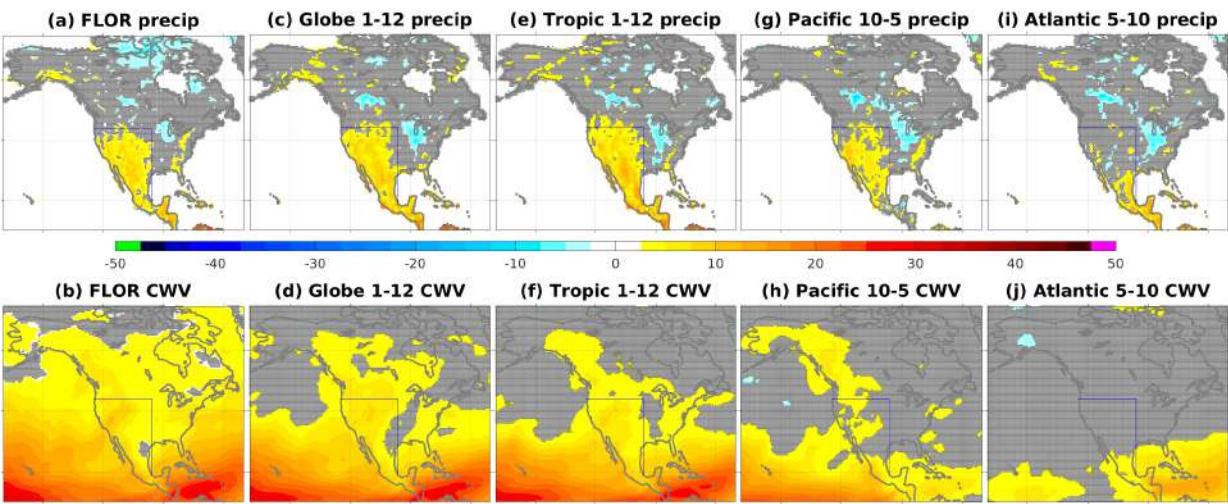 (a) FLOR precip (c) Globe 1-12 precip (e) Tropic 1-12 precip (g) Pacific 10-5 precip (i) Atlantic 5-10 precip
-50 -40 -30 -20 -10 0 10 20 30 40 50
(b) FLOR CWV (d) Globe 1-12 CWV (f) Tropic 1-12 CWV (h) Pacific 10-5 CWV (j) Atlantic 5-10 CWV